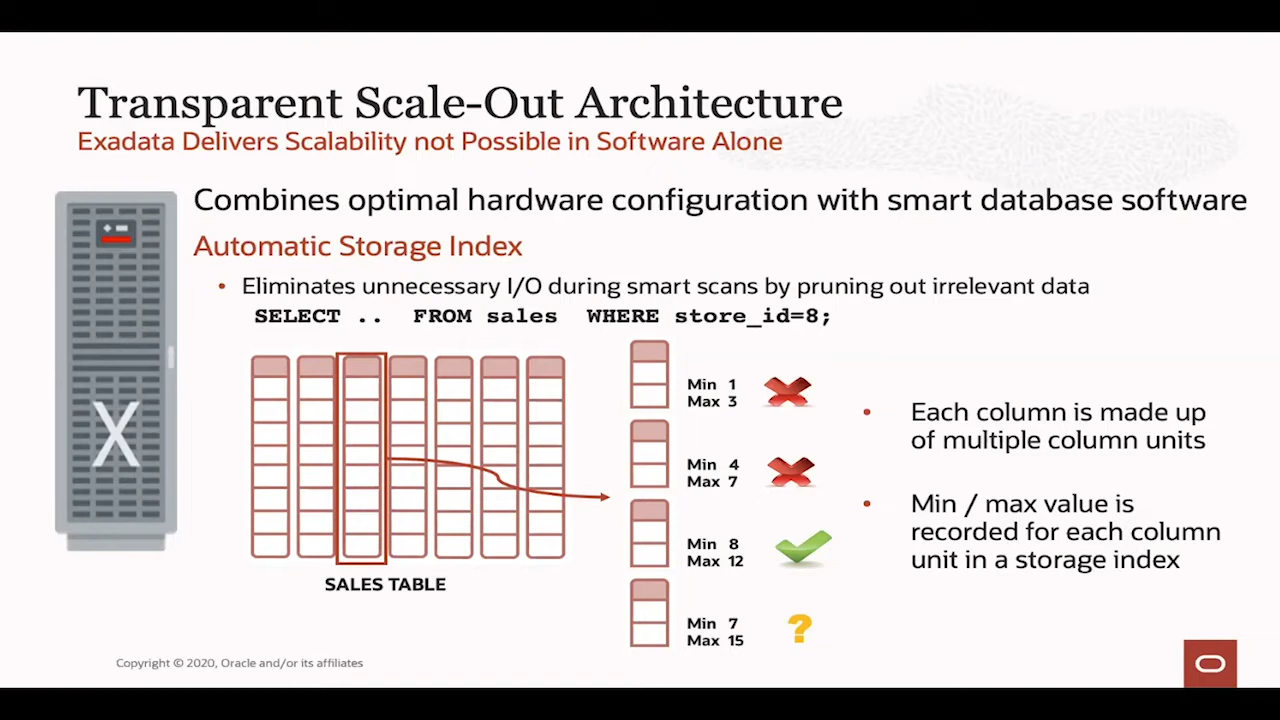 Transparent Scale-Out Architecture
Exadata Delivers Scalability not Possible in Software Alone
Combines optimal hardware configuration with smart database software
Automatic Storage Index
• Eliminates unnecessary I/O during smart scans by pruning out irrelevant data
SELECT .. FROM sales WHERE store_id=8;
X
SALES TABLE
Min 1
Max 3
Min 4
Max 7
Min 8
Max 12
Min 7
Max 15
?
• Each column is made up
of multiple column units
• Min / max value is
recorded for each column
unit in a storage index
Copyright © 2020, Oracle and/or its affiliates